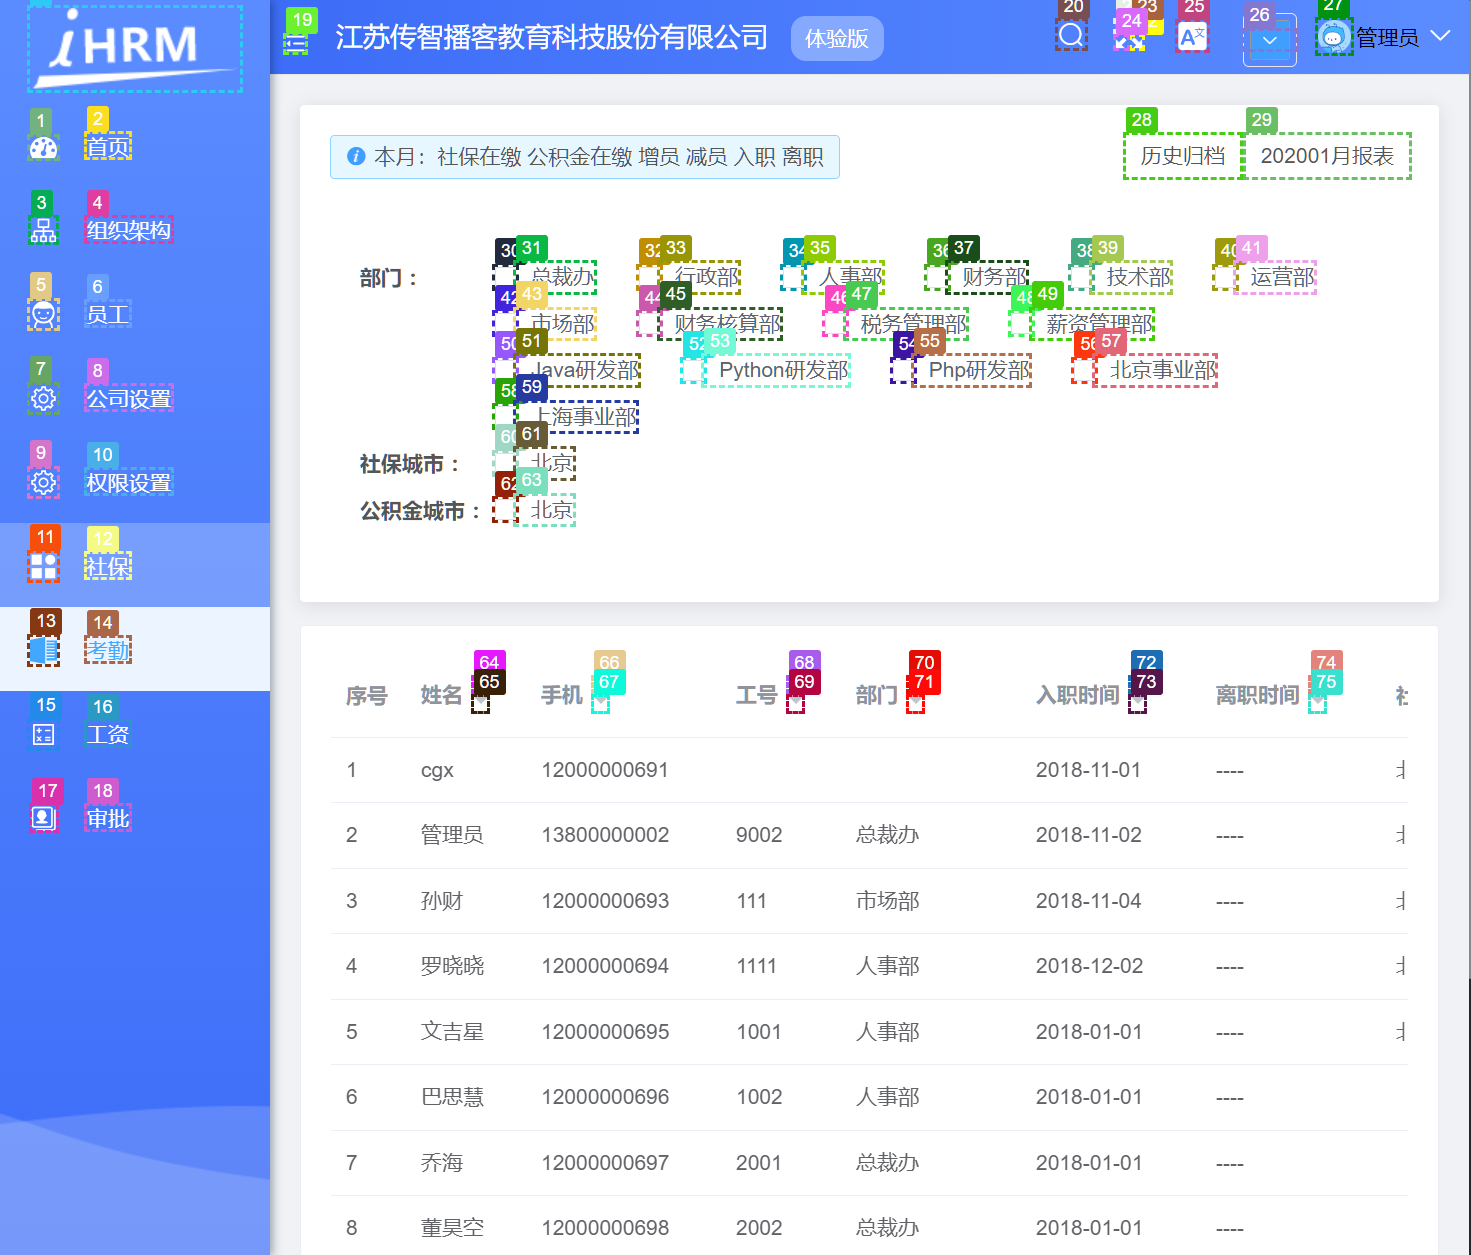 iHRM
19
江苏传智播客教育科技股份有限公司
体验版
20
23
24
25
26
27
管理员
1
2
首页
3
4
组织架构
5
6
员工
7
8
公司设置
9
10
权限设置
11
12
社保
13
14
考勤
15
16
工资
17
18
审批
本月：社保在缴 公积金在缴 增员 减员 入职 离职
28
历史归档
29
202001月报表
部门：
30 31 总裁办
32 33 行政部
34 35 人事部
36 37 财务部
38 39 技术部
40 41 运营部
42 43 市场部
44 45 财务核算部
46 47 税务管理部
48 49 薪资管理部
50 51 Java研发部
52 53 Python研发部
54 55 Php研发部
56 57 北京事业部
58 59 上海事业部
社保城市：
60 61 北京
公积金城市：
62 63 北京
64 66 68 70 72 74
65 67 69 71 73 75
序号 姓名 手机 工号 部门 入职时间 离职时间
1 cgx 12000000691 2018-11-01 ----
2 管理员 13800000002 9002 总裁办 2018-11-02 ----
3 孙财 12000000693 111 市场部 2018-11-04 ----
4 罗晓晓 12000000694 1111 人事部 2018-12-02 ----
5 文吉星 12000000695 1001 人事部 2018-01-01 ----
6 巴思慧 12000000696 1002 人事部 2018-01-01 ----
7 乔海 12000000697 2001 总裁办 2018-01-01 ----
8 董昊空 12000000698 2002 总裁办 2018-01-01 ----